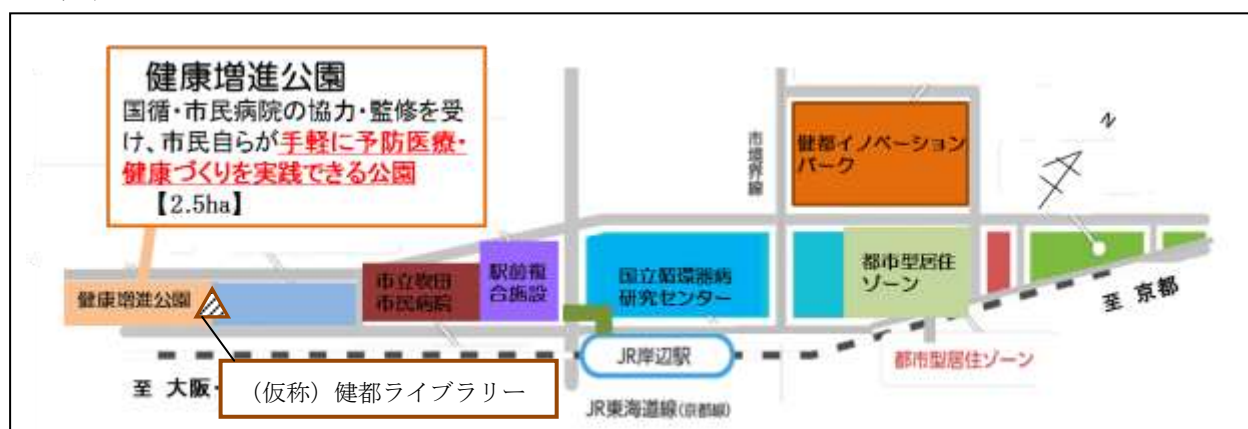 健康増進公園
国循・市民病院の協力・監修を受
け、市民自らが手軽に予防医療・
健康づくりを実践できる公園
【2.5ha】
市境界線
健都イノベーション
パーク
N
健康増進公園
市立吹田
市民病院
駅前複
合施設
国立循環器病
研究センター
都市型居住
ゾーン
至 京都
JR岸辺駅
都市型居住ゾーン
至 大阪・
(仮称)健都ライブラリー
JR東海道線(京都線)